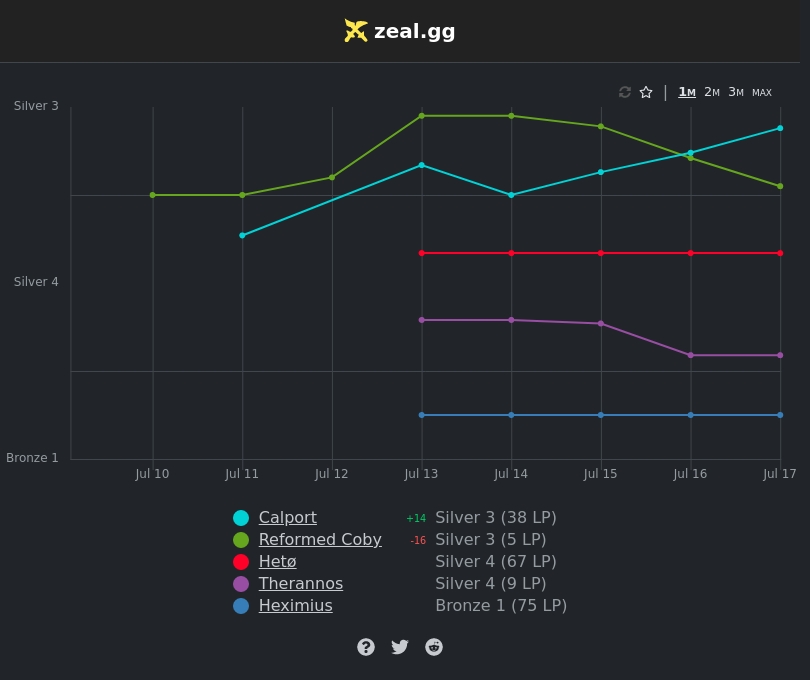 zeal.gg
| 1M 2M 3M MAX
Silver 3
Silver 4
Bronze 1
Jul 10 Jul 11 Jul 12 Jul 13 Jul 14 Jul 15 Jul 16 Jul 17
Calport +14 Silver 3 (38 LP)
Reformed Coby -16 Silver 3 (5 LP)
Hetø Silver 4 (67 LP)
Therannos Silver 4 (9 LP)
Heximius Bronze 1 (75 LP)
?